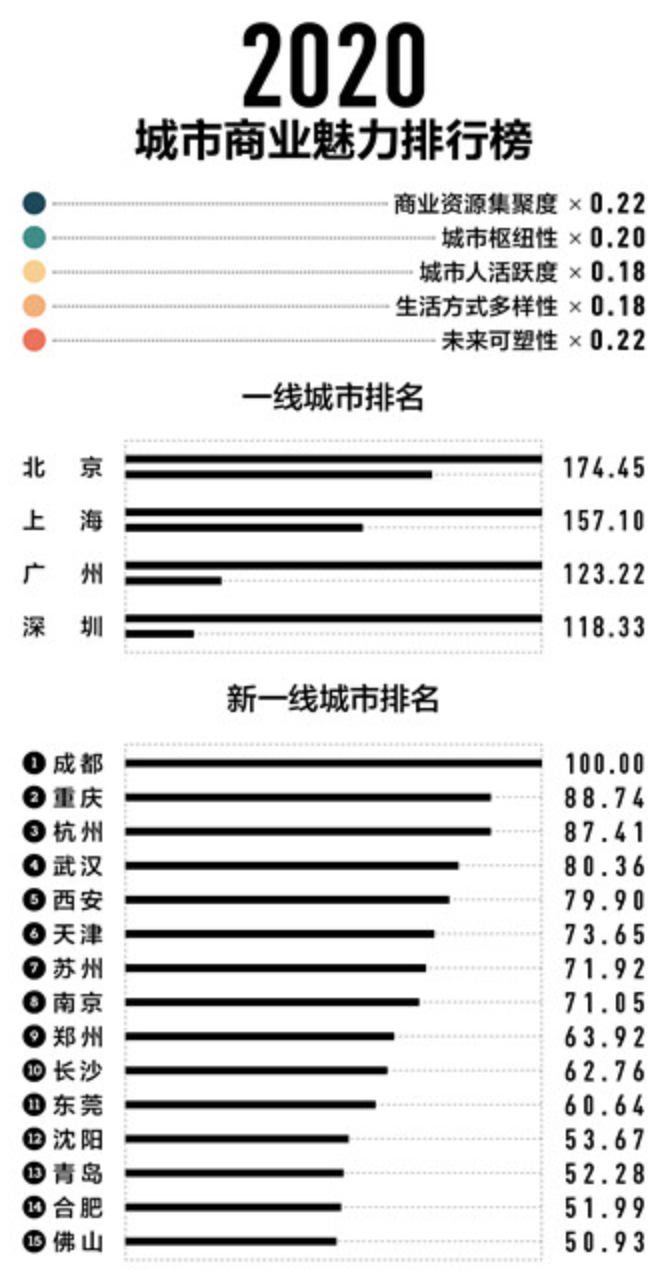 2020
城市商业魅力排行榜
商业资源集聚度 × 0.22
城市枢纽性 × 0.20
城市人活跃度 × 0.18
生活方式多样性 × 0.18
未来可塑性 × 0.22
一线城市排名
北京 174.45
上海 157.10
广州 123.22
深圳 118.33
新一线城市排名
1 成都 100.00
2 重庆 88.74
3 杭州 87.41
4 武汉 80.36
5 西安 79.90
6 天津 73.65
7 苏州 71.92
8 南京 71.05
9 郑州 63.92
10 长沙 62.76
11 东莞 60.64
12 沈阳 53.67
13 青岛 52.28
14 合肥 51.99
15 佛山 50.93